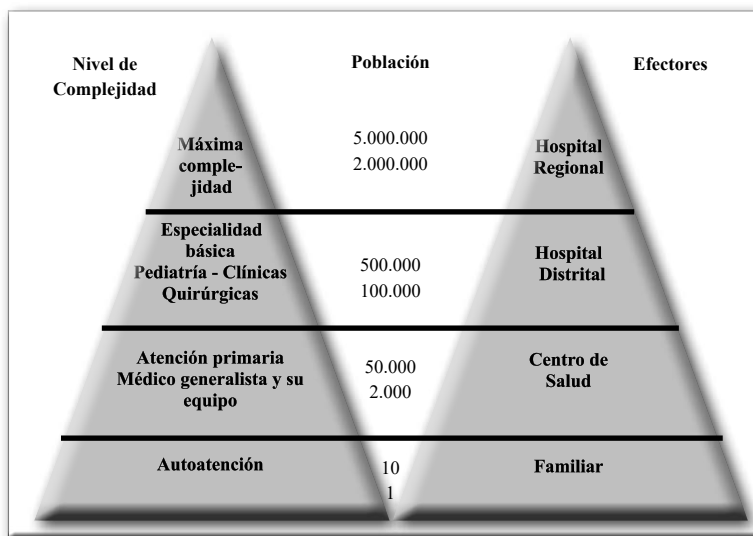 Nivel de
Complejidad
Población
Efectores
Máxima
comple-
jidad
5.000.000
2.000.000
Hospital
Regional
Especialidad
básica
Pediatría - Clínicas
Quirúrgicas
500.000
100.000
Hospital
Distrital
Atención primaria
Médico generalista y su
equipo
50.000
2.000
Centro de
Salud
Autoatención
10
1
Familiar